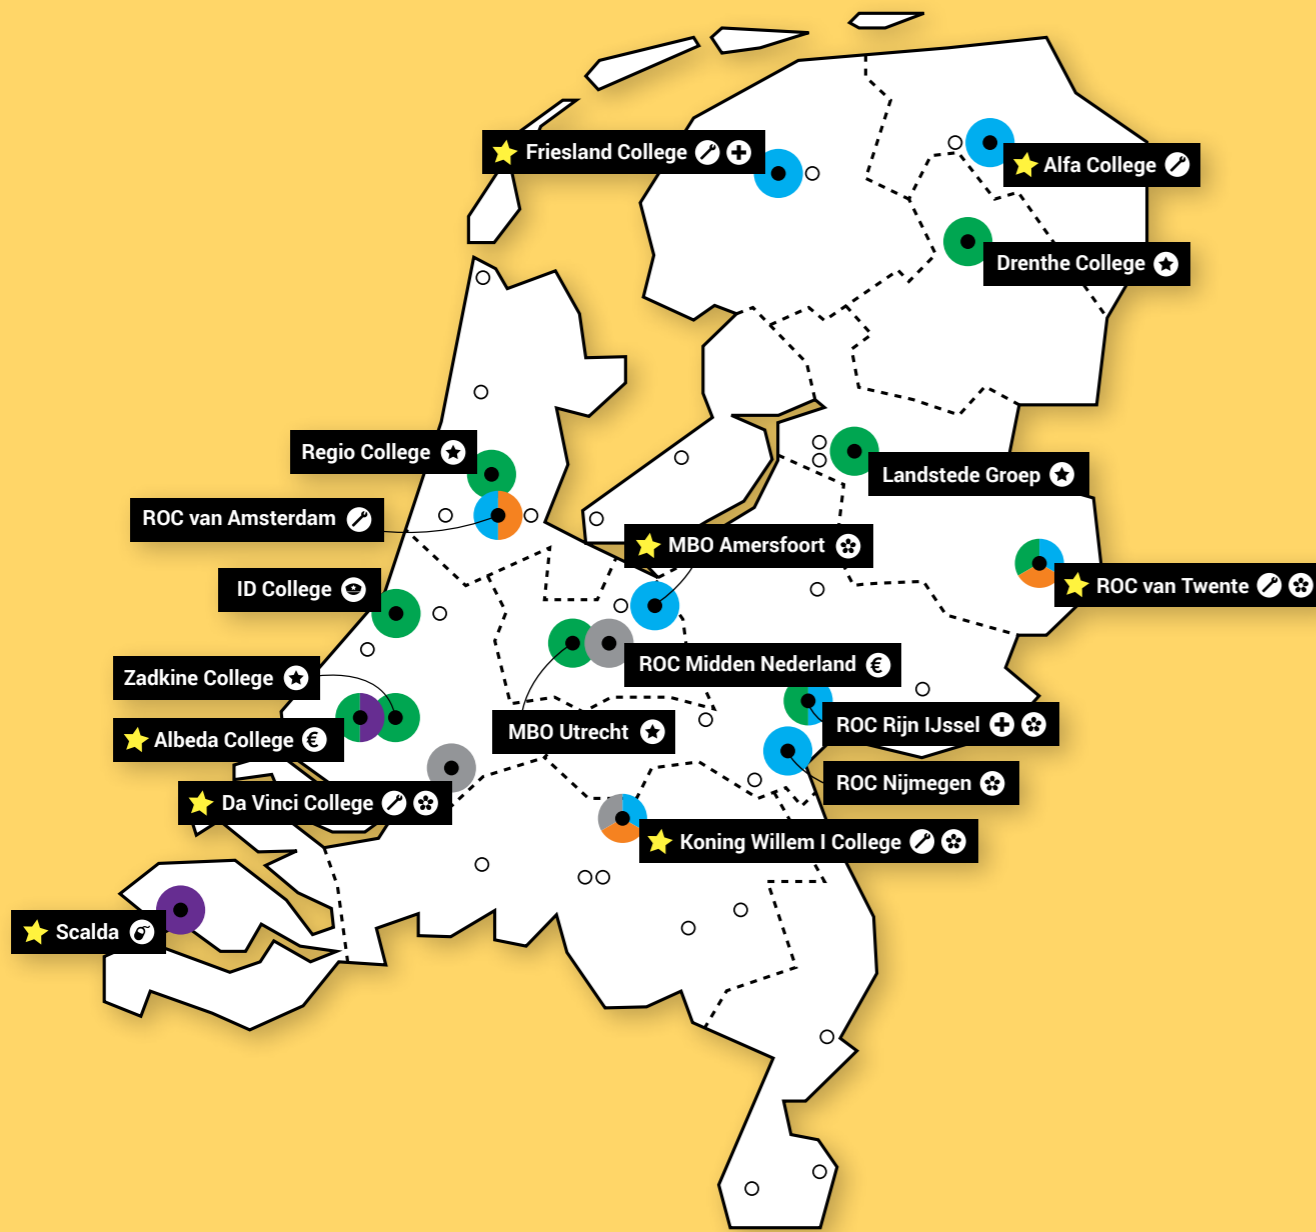 Friesland College
Alfa College
Drenthe College
Regio College
Landstede Groep
ROC van Amsterdam
MBO Amersfoort
ROC van Twente
ID College
ROC Midden Nederland €
Zadkine College
MBO Utrecht
ROC Rijn IJssel
Albeda College €
ROC Nijmegen
Da Vinci College
Koning Willem I College
Scalda